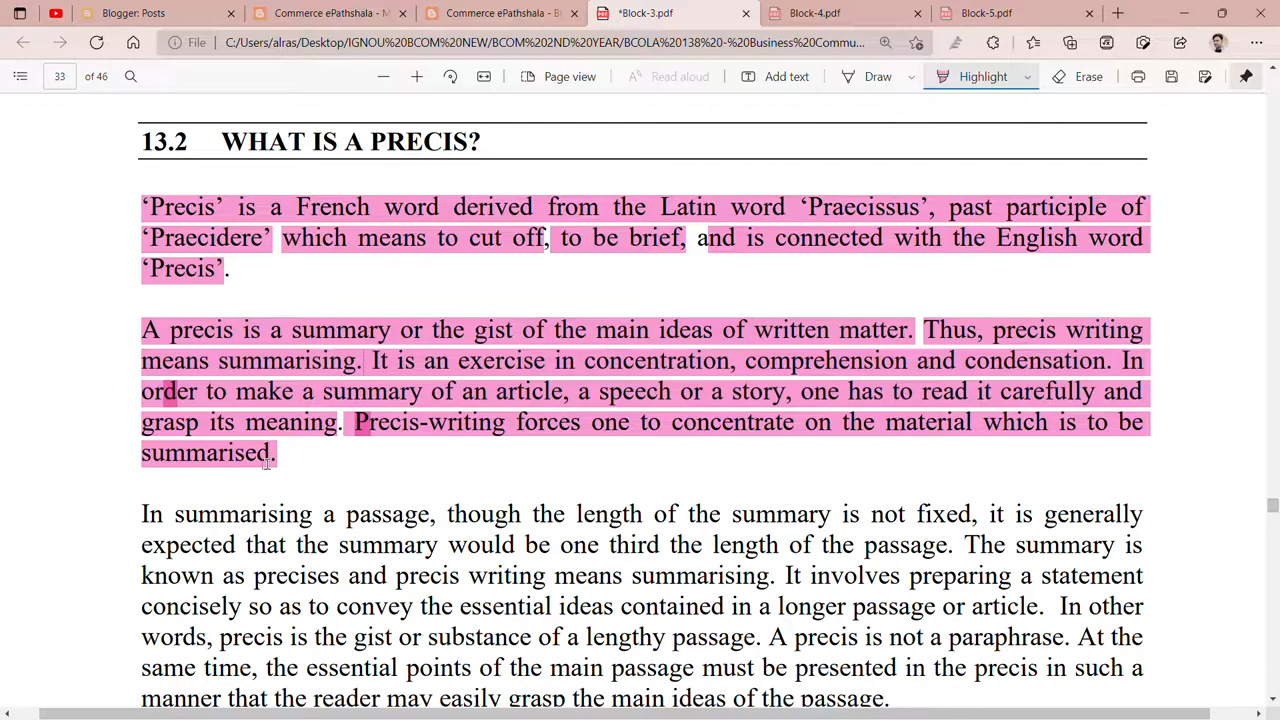 Blogger: Posts
Commerce ePathshala - M
Commerce ePathshala - Bl
*Block-3.pdf
Block-4.pdf
Block-5.pdf
File
C:/Users/alras/Desktop/IGNOU%20BCOM%20NEW/BCOM%202ND%20YEAR/BCOLA%20138%20-%20Business%20Commu...
33 of 46
Page view
Read aloud
Add text
Draw
Highlight
Erase
13.2 WHAT IS A PRECIS?
‘Precis’ is a French word derived from the Latin word ‘Praecissus’, past participle of
‘Praecidere’ which means to cut off, to be brief, and is connected with the English word
‘Precis’.
A precis is a summary or the gist of the main ideas of written matter. Thus, precis writing
means summarising. It is an exercise in concentration, comprehension and condensation. In
order to make a summary of an article, a speech or a story, one has to read it carefully and
grasp its meaning. Precis-writing forces one to concentrate on the material which is to be
summarised.
In summarising a passage, though the length of the summary is not fixed, it is generally
expected that the summary would be one third the length of the passage. The summary is
known as precises and precis writing means summarising. It involves preparing a statement
concisely so as to convey the essential ideas contained in a longer passage or article. In other
words, precis is the gist or substance of a lengthy passage. A precis is not a paraphrase. At the
same time, the essential points of the main passage must be presented in the precis in such a
manner that the reader may easily grasp the main ideas of the passage.